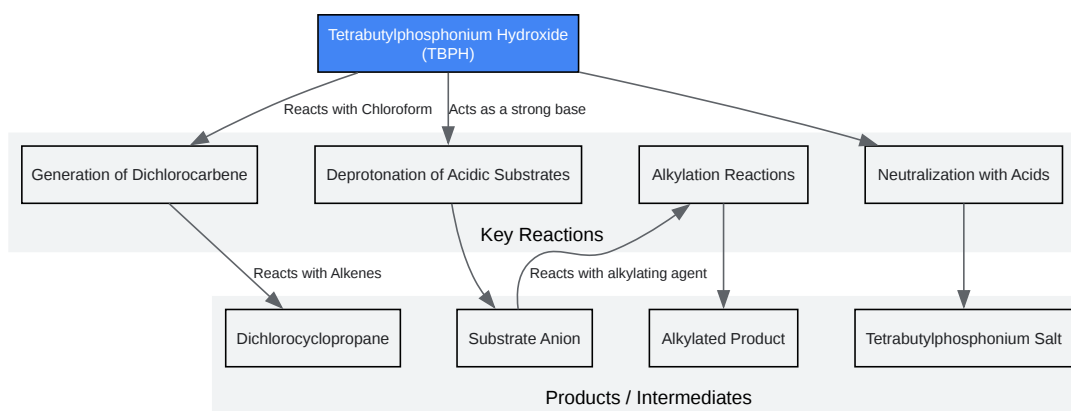 Tetrabutylphosphonium Hydroxide
(TBPH)
Reacts with Chloroform
Acts as a strong base
Generation of Dichlorocarbene
Deprotonation of Acidic Substrates
Alkylation Reactions
Neutralization with Acids
Key Reactions
Reacts with Alkenes
Reacts with alkylating agent
Dichlorocyclopropane
Substrate Anion
Alkylated Product
Tetrabutylphosphonium Salt
Products / Intermediates